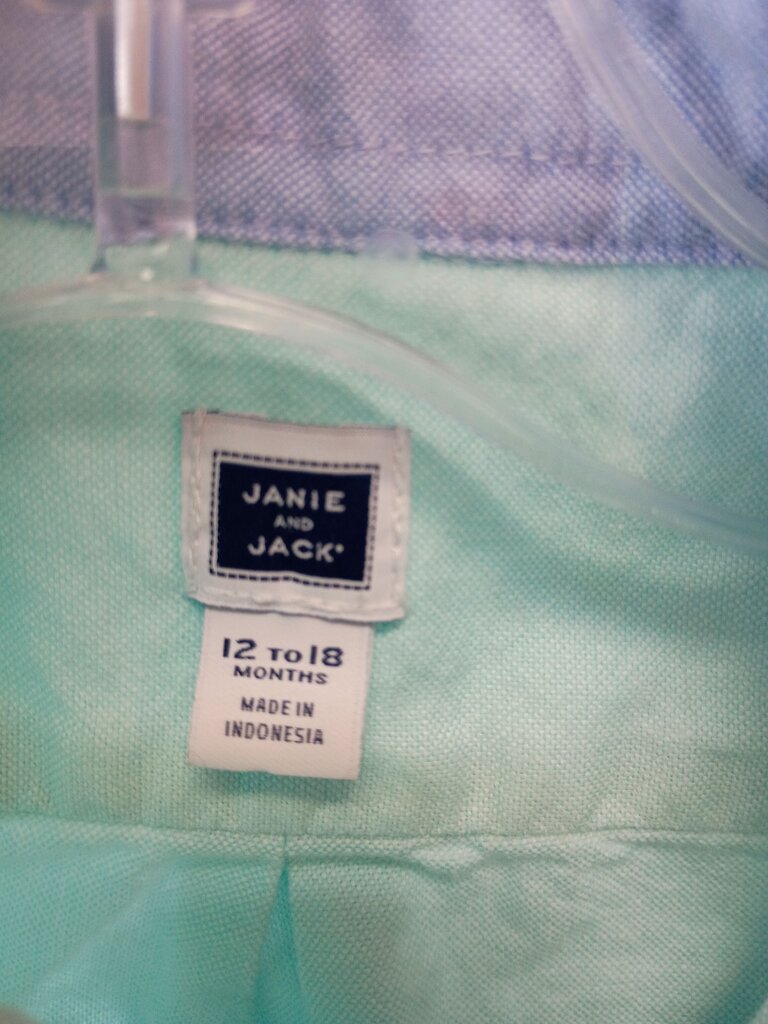 JANIE
AND
JACK
12 TO 18
MONTHS
MADE IN
INDONESIA